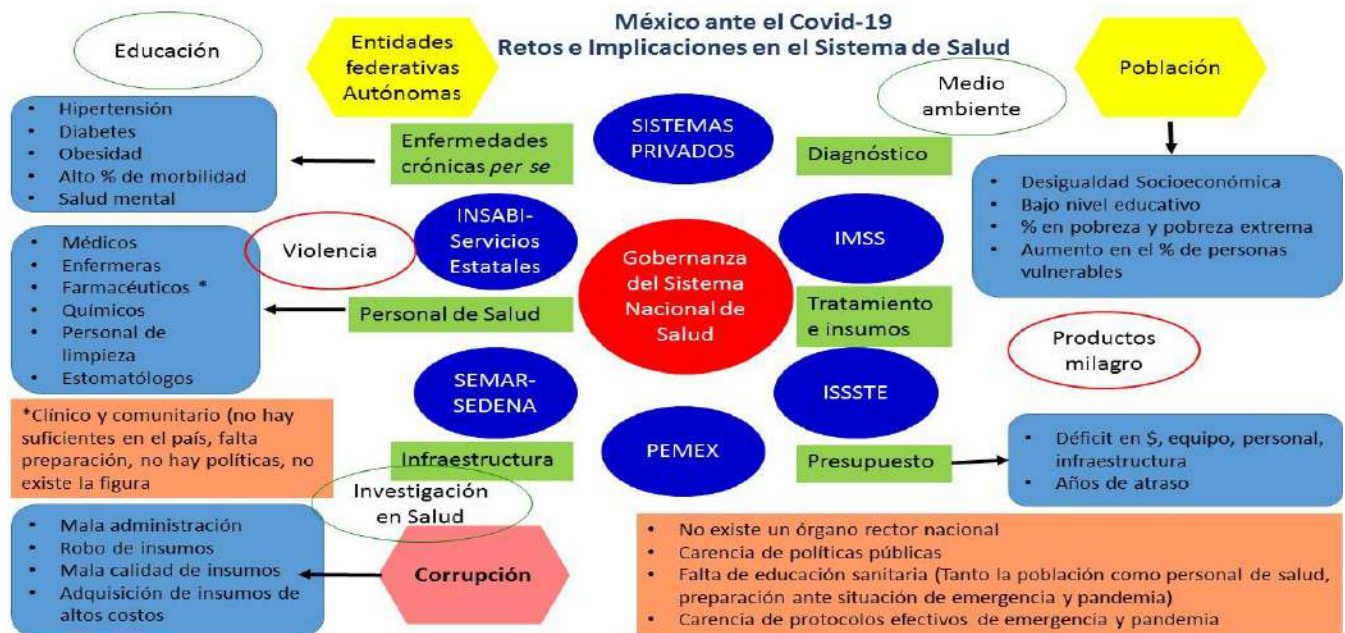 México ante el Covid-19
Retos e Implicaciones en el Sistema de Salud
Educación
Entidades
federativas
Autónomas
Medio
ambiente
Población
• Hipertensión
• Diabetes
• Obesidad
• Alto % de morbilidad
• Salud mental
Enfermedades
crónicas per se
SISTEMAS
PRIVADOS
Diagnóstico
• Desigualdad Socioeconómica
• Bajo nivel educativo
• % en pobreza y pobreza extrema
• Aumento en el % de personas
vulnerables
Violencia
INSABI-
Servicios
Estatales
Gobernanza
del Sistema
Nacional de
Salud
IMSS
• Médicos
• Enfermeras
• Farmacéuticos *
• Químicos
• Personal de
limpieza
• Estomatólogos
Personal de Salud
Tratamiento
e insumos
Productos
milagro
SEMAR-
SEDENA
PEMEX
ISSSTE
*Clínico y comunitario (no hay
suficientes en el país, falta
preparación, no hay políticas, no
existe la figura
Infraestructura
Presupuesto
• Déficit en $, equipo, personal,
infraestructura
• Años de atraso
Investigación
en Salud
• Mala administración
• Robo de insumos
• Mala calidad de insumos
• Adquisición de insumos de
altos costos
Corrupción
• No existe un órgano rector nacional
• Carencia de políticas públicas
• Falta de educación sanitaria (Tanto la población como personal de salud,
preparación ante situación de emergencia y pandemia)
• Carencia de protocolos efectivos de emergencia y pandemia